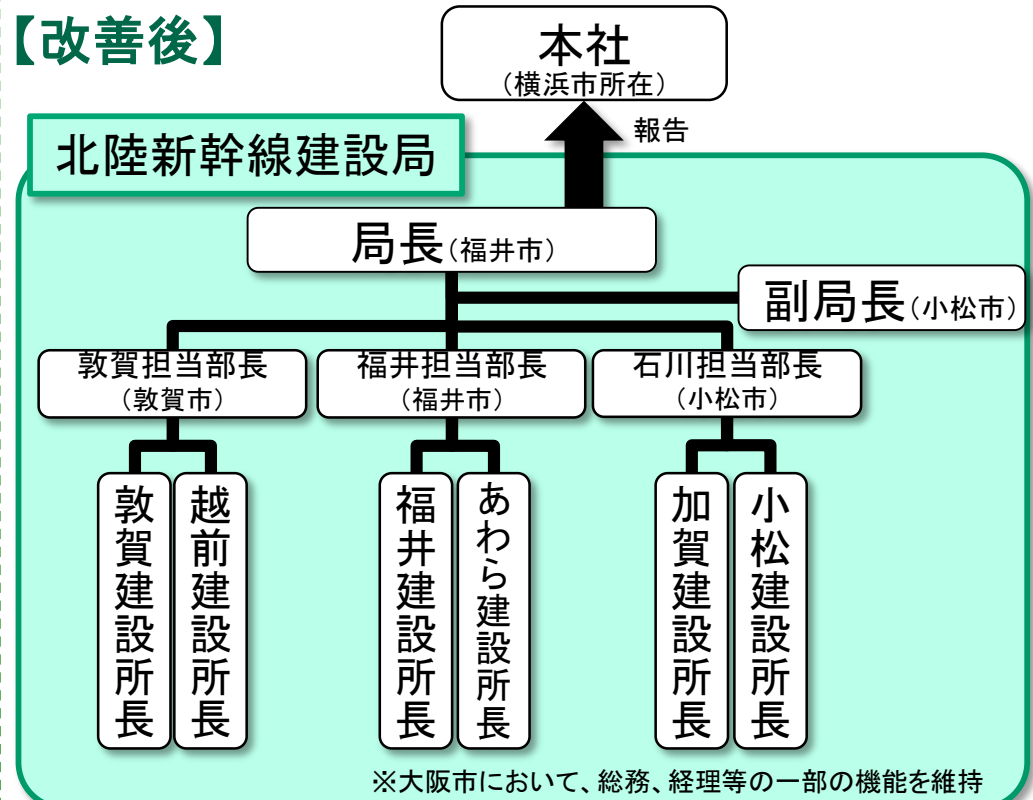 【改善後】
本社
（横浜市所在）
報告
北陸新幹線建設局
局長（福井市）
副局長（小松市）
敦賀担当部長
（敦賀市）
福井担当部長
（福井市）
石川担当部長
（小松市）
敦賀建設所長
越前建設所長
福井建設所長
あわら建設所長
加賀建設所長
小松建設所長
※大阪市において、総務、経理等の一部の機能を維持